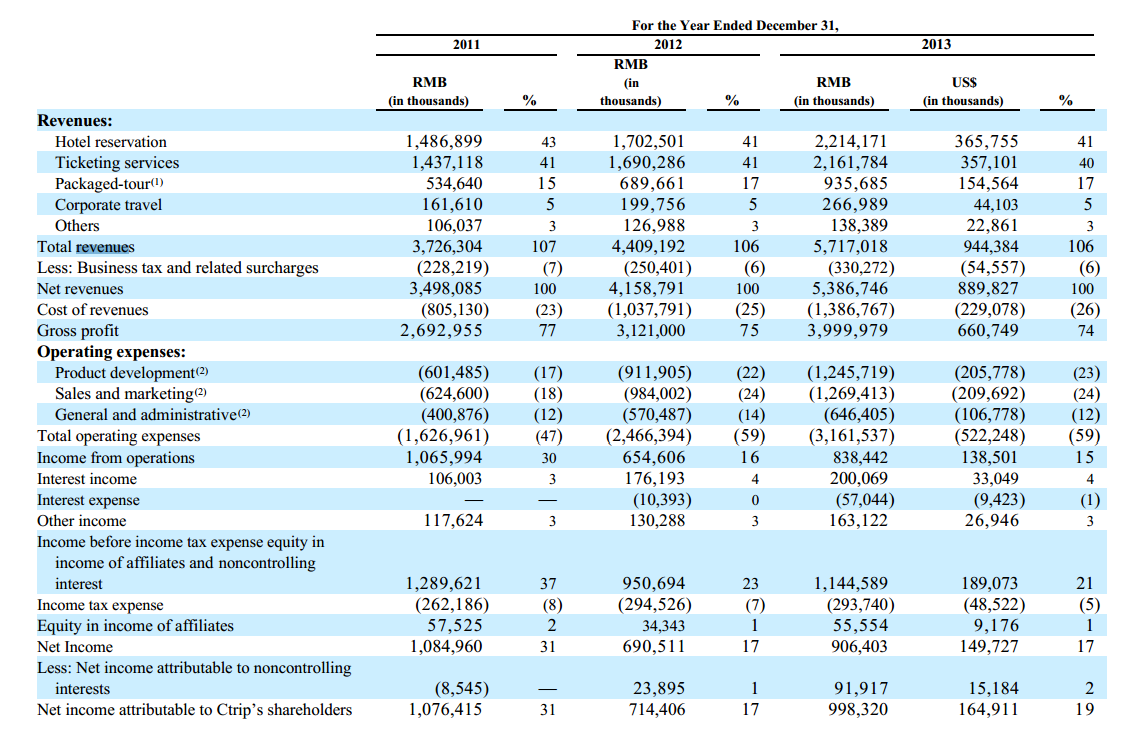 For the Year Ended December 31,
2011 2012 2013
RMB
RMB (in RMB US$
(in thousands) % thousands) % (in thousands) (in thousands) %
Revenues:
Hotel reservation 1,486,899 43 1,702,501 41 2,214,171 365,755 41
Ticketing services 1,437,118 41 1,690,286 41 2,161,784 357,101 40
Packaged-tour(1) 534,640 15 689,661 17 935,685 154,564 17
Corporate travel 161,610 5 199,756 5 266,989 44,103 5
Others 106,037 3 126,988 3 138,389 22,861 3
Total revenues 3,726,304 107 4,409,192 106 5,717,018 944,384 106
Less: Business tax and related surcharges (228,219) (7) (250,401) (6) (330,272) (54,557) (6)
Net revenues 3,498,085 100 4,158,791 100 5,386,746 889,827 100
Cost of revenues (805,130) (23) (1,037,791) (25) (1,386,767) (229,078) (26)
Gross profit 2,692,955 77 3,121,000 75 3,999,979 660,749 74
Operating expenses:
Product development(2) (601,485) (17) (911,905) (22) (1,245,719) (205,778) (23)
Sales and marketing(2) (624,600) (18) (984,002) (24) (1,269,413) (209,692) (24)
General and administrative(2) (400,876) (12) (570,487) (14) (646,405) (106,778) (12)
Total operating expenses (1,626,961) (47) (2,466,394) (59) (3,161,537) (522,248) (59)
Income from operations 1,065,994 30 654,606 16 838,442 138,501 15
Interest income 106,003 3 176,193 4 200,069 33,049 4
Interest expense — — (10,393) 0 (57,044) (9,423) (1)
Other income 117,624 3 130,288 3 163,122 26,946 3
Income before income tax expense equity in
income of affiliates and noncontrolling
interest 1,289,621 37 950,694 23 1,144,589 189,073 21
Income tax expense (262,186) (8) (294,526) (7) (293,740) (48,522) (5)
Equity in income of affiliates 57,525 2 34,343 1 55,554 9,176 1
Net Income 1,084,960 31 690,511 17 906,403 149,727 17
Less: Net income attributable to noncontrolling
interests (8,545) — 23,895 1 91,917 15,184 2
Net income attributable to Ctrip’s shareholders 1,076,415 31 714,406 17 998,320 164,911 19